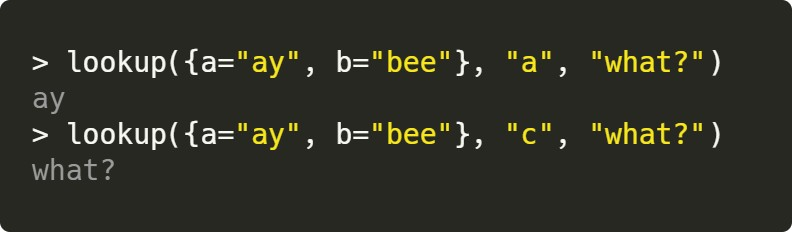 > lookup({a="ay", b="bee"}, "a", "what?")
ay
> lookup({a="ay", b="bee"}, "c", "what?")
what?